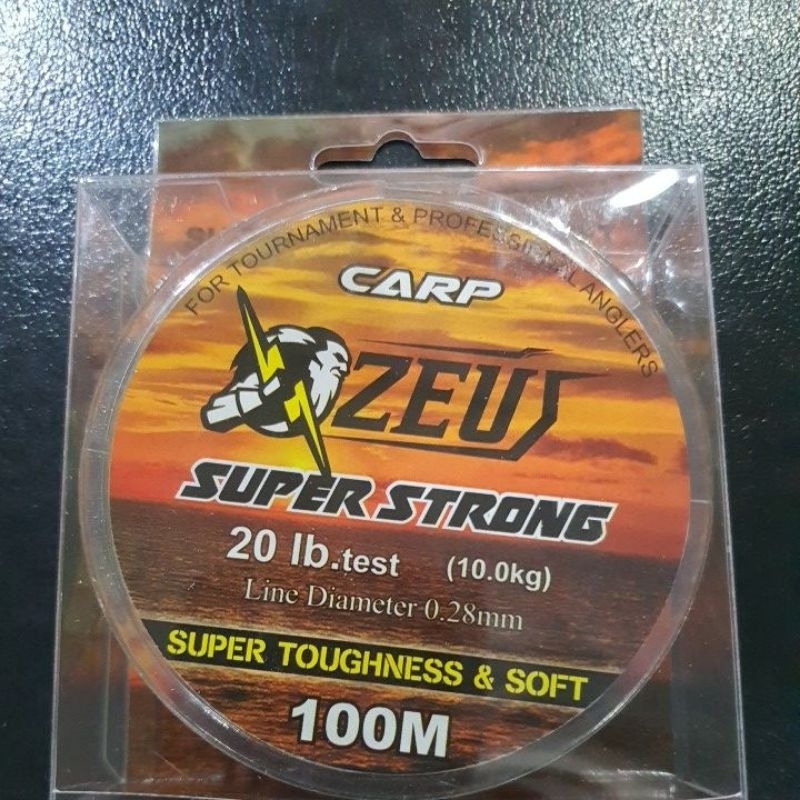 FOR TOURNAMENT & PROFESSIONAL ANGLERS
CARP
ZEUS
SUPER STRONG
20 lb.test (10.0kg)
Line Diameter 0.28mm
SUPER TOUGHNESS & SOFT
100M